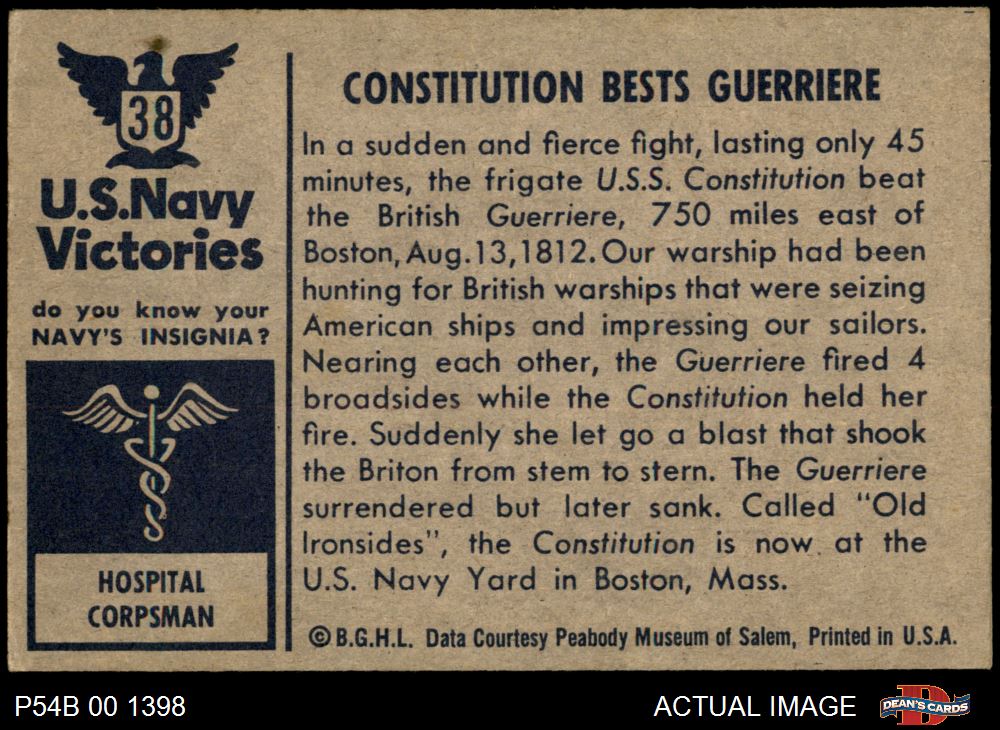 38
U.S.Navy
Victories
do you know your
NAVY'S INSIGNIA?
HOSPITAL
CORPSMAN
CONSTITUTION BESTS GUERRIERE
In a sudden and fierce fight, lasting only 45
minutes, the frigate U.S.S. Constitution beat
the British Guerriere, 750 miles east of
Boston, Aug. 13, 1812. Our warship had been
hunting for British warships that were seizing
American ships and impressing our sailors.
Nearing each other, the Guerriere fired 4
broadsides while the Constitution held her
fire. Suddenly she let go a blast that shook
the Briton from stem to stern. The Guerriere
surrendered but later sank. Called "Old
Ironsides", the Constitution is now at the
U.S. Navy Yard in Boston, Mass.
© B.G.H.L. Data Courtesy Peabody Museum of Salem, Printed in U.S.A.
P54B 00 1398
ACTUAL IMAGE
D
DEAN'S CARDS